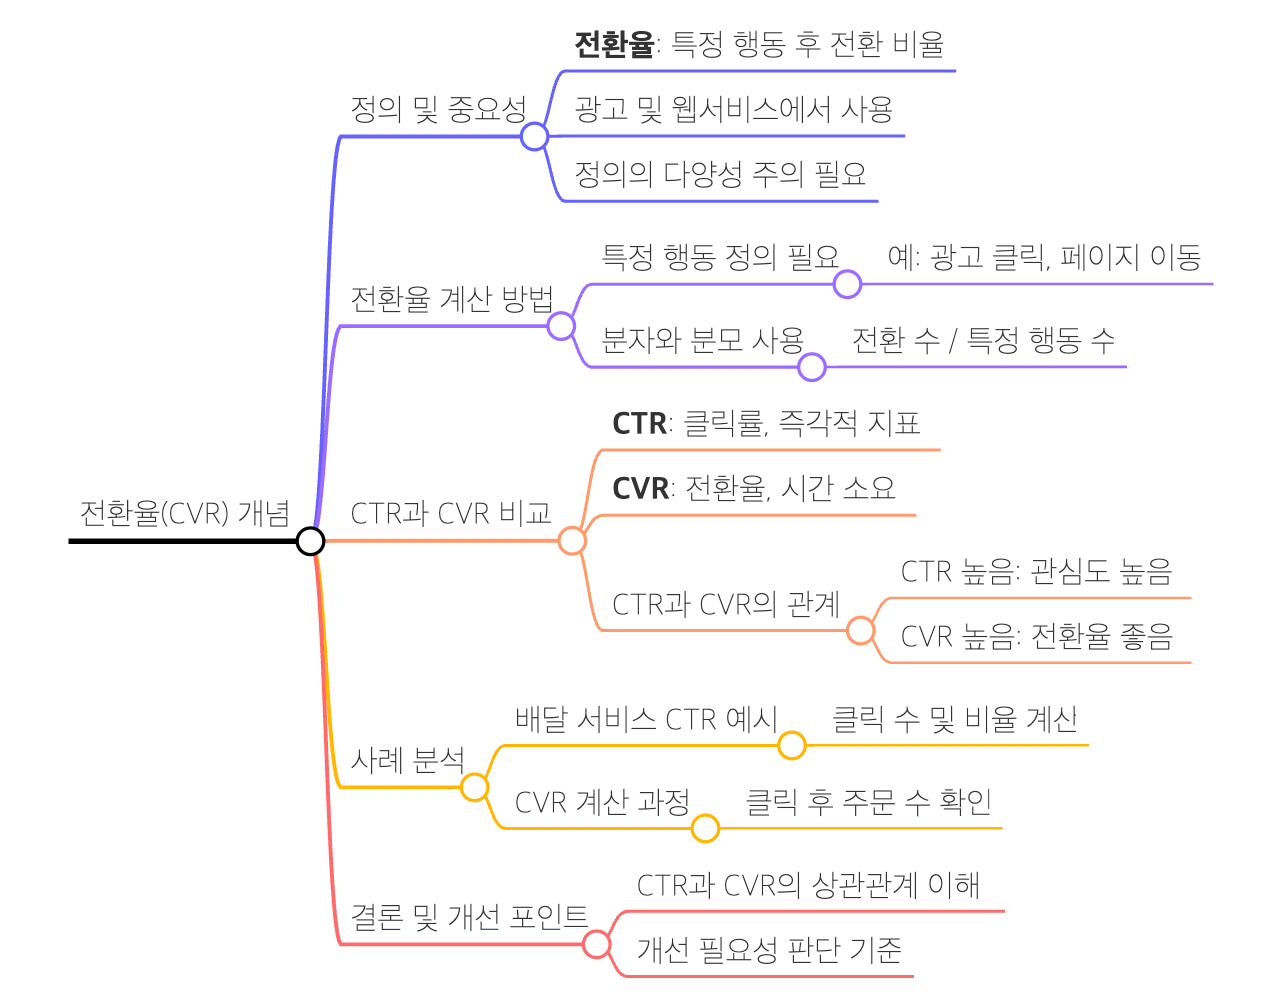 전환율(CVR) 개념
정의 및 중요성
전환율: 특정 행동 후 전환 비율
광고 및 웹서비스에서 사용
정의의 다양성 주의 필요
전환율 계산 방법
특정 행동 정의 필요
예: 광고 클릭, 페이지 이동
분자와 분모 사용
전환 수 / 특정 행동 수
CTR과 CVR 비교
CTR: 클릭률, 즉각적 지표
CVR: 전환율, 시간 소요
CTR과 CVR의 관계
CTR 높음: 관심도 높음
CVR 높음: 전환율 좋음
사례 분석
배달 서비스 CTR 예시
클릭 수 및 비율 계산
CVR 계산 과정
클릭 후 주문 수 확인
결론 및 개선 포인트
CTR과 CVR의 상관관계 이해
개선 필요성 판단 기준